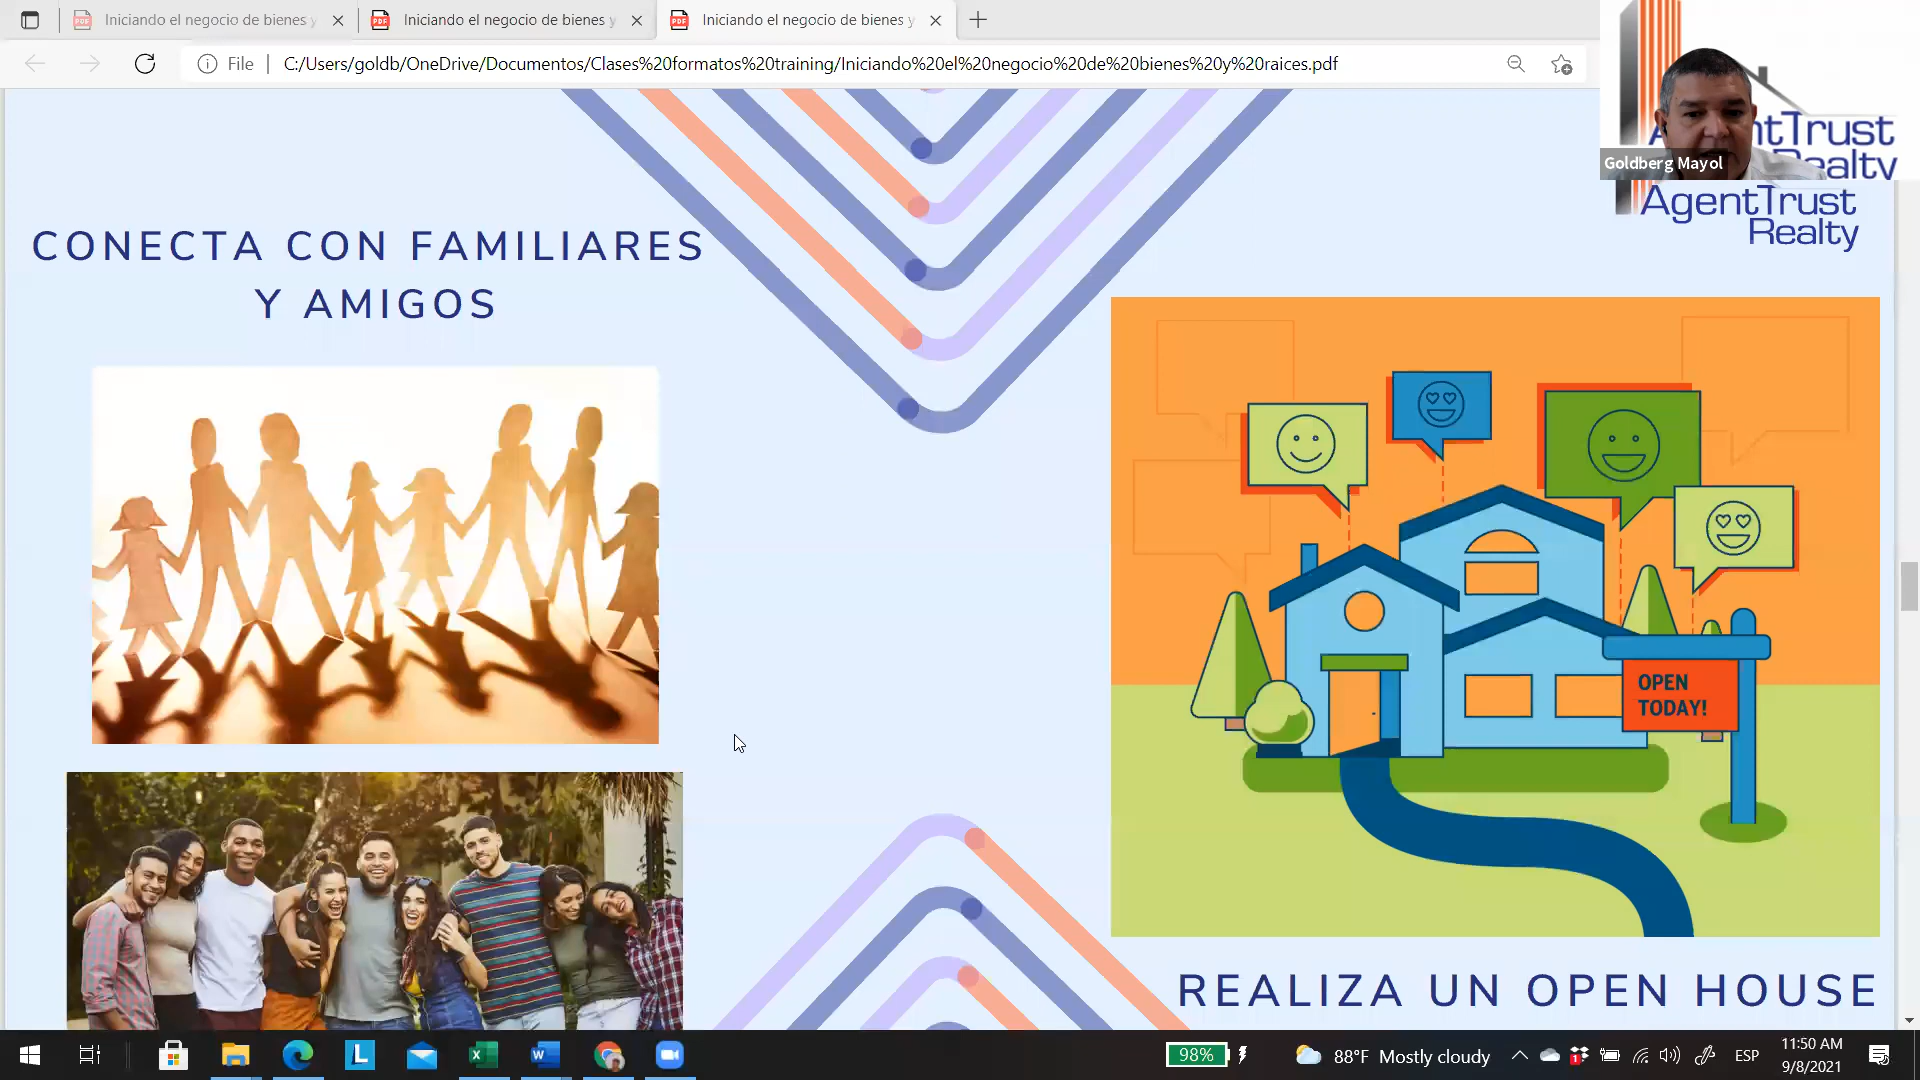 Iniciando el negocio de bienes y
Iniciando el negocio de bienes y
Iniciando el negocio de bienes y
File
C:/Users/goldb/OneDrive/Documentos/Clases%20formatos%20training/Iniciando%20el%20negocio%20de%20bienes%20y%20raices.pdf
ntTrust
Realty
Goldberg Mayol
AgentTrust
Realty
CONECTA CON FAMILIARES
Y AMIGOS
OPEN
TODAY!
REALIZA UN OPEN HOUSE
98%
88°F Mostly cloudy
ESP
11:50 AM
9/8/2021